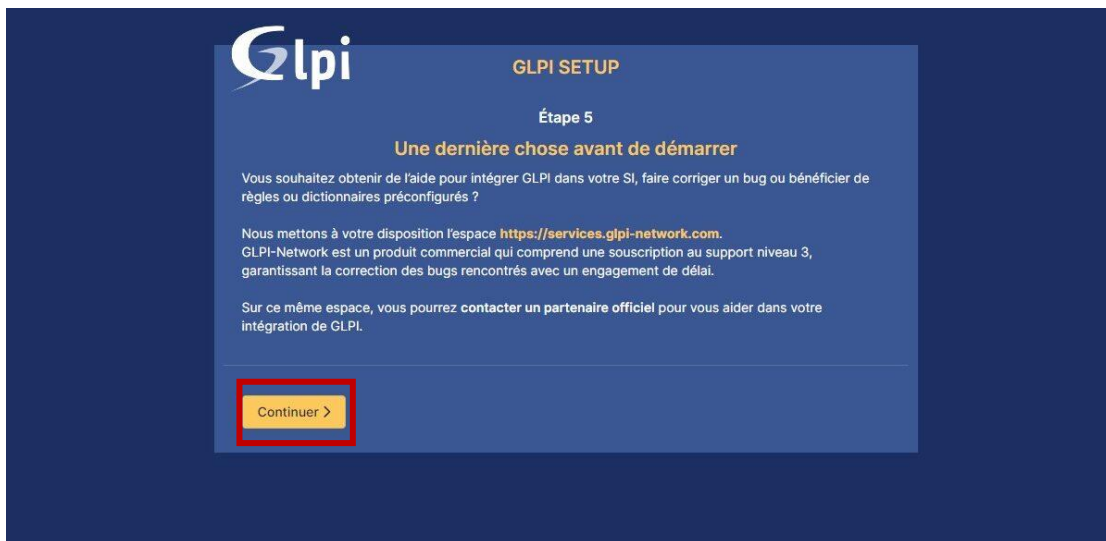 Glpi
GLPI SETUP
Étape 5
Une dernière chose avant de démarrer
Vous souhaitez obtenir de l'aide pour intégrer GLPI dans votre SI, faire corriger un bug ou bénéficier de
règles ou dictionnaires préconfigurés ?
Nous mettons à votre disposition l'espace https://services.glpi-network.com.
GLPI-Network est un produit commercial qui comprend une souscription au support niveau 3,
garantissant la correction des bugs rencontrés avec un engagement de délai.
Sur ce même espace, vous pourrez contacter un partenaire officiel pour vous aider dans votre
intégration de GLPI.
Continuer >